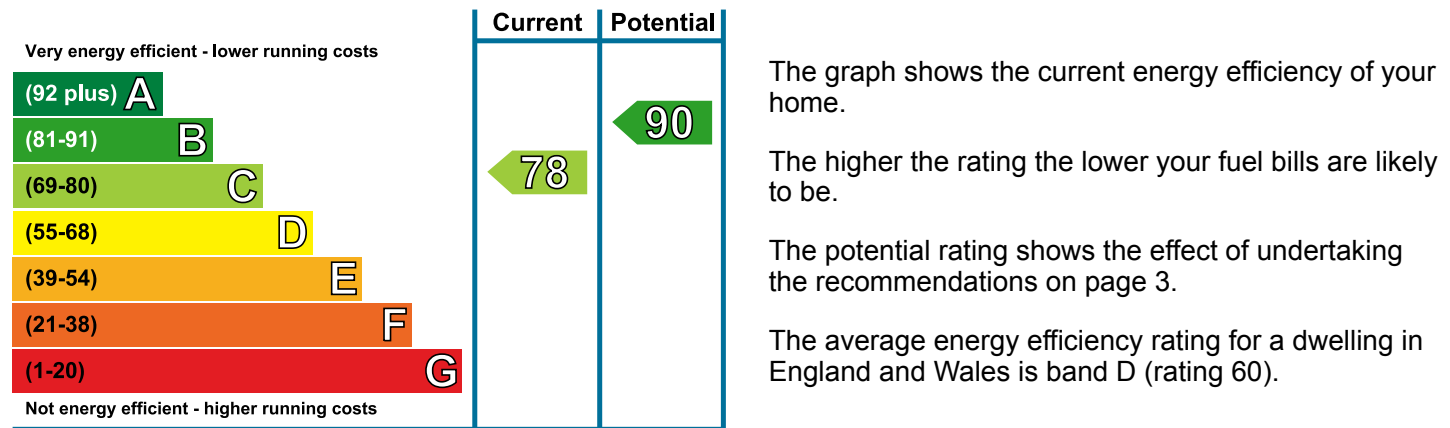 Current Potential
Very energy efficient - lower running costs
(92 plus) A
(81-91) B
(69-80) C
(55-68) D
(39-54) E
(21-38) F
(1-20) G
Not energy efficient - higher running costs
78
90
The graph shows the current energy efficiency of your
home.
The higher the rating the lower your fuel bills are likely
to be.
The potential rating shows the effect of undertaking
the recommendations on page 3.
The average energy efficiency rating for a dwelling in
England and Wales is band D (rating 60).